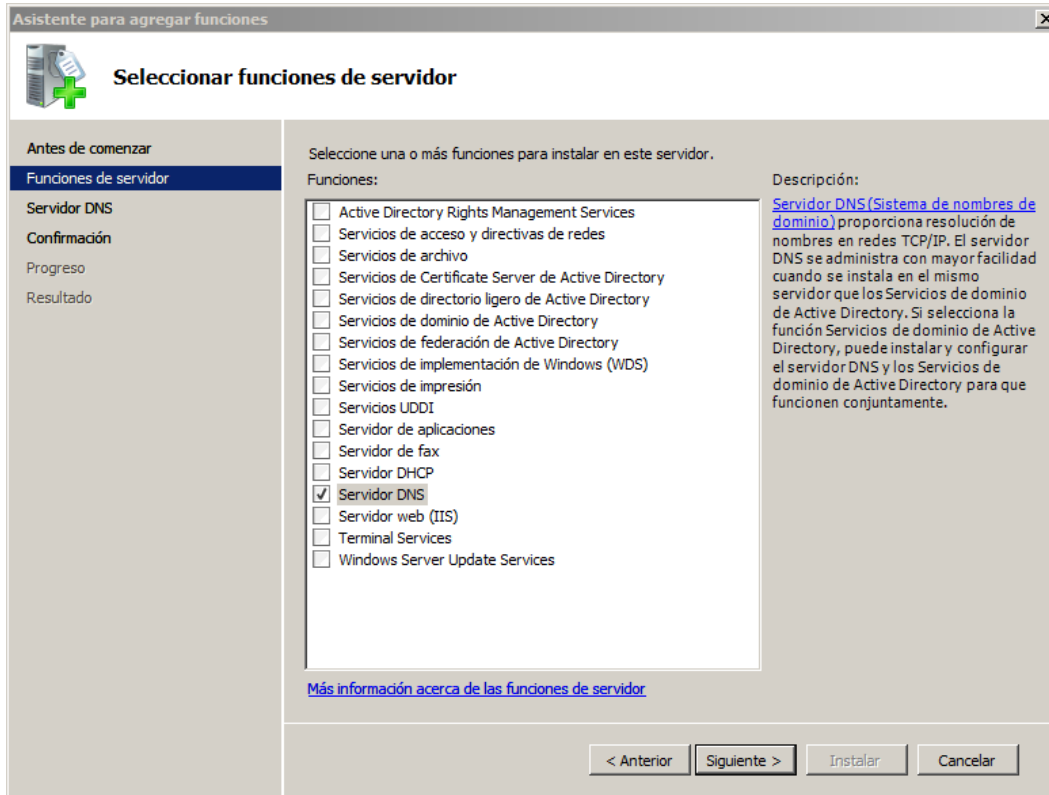 Asistente para agregar funciones
Seleccionar funciones de servidor
Antes de comenzar
Funciones de servidor
Servidor DNS
Confirmación
Progreso
Resultado
Seleccione una o más funciones para instalar en este servidor.
Funciones:
Active Directory Rights Management Services
Servicios de acceso y directivas de redes
Servicios de archivo
Servicios de Certificate Server de Active Directory
Servicios de directorio ligero de Active Directory
Servicios de dominio de Active Directory
Servicios de federación de Active Directory
Servicios de implementación de Windows (WDS)
Servicios de impresión
Servicios UDDI
Servidor de aplicaciones
Servidor de fax
Servidor DHCP
Servidor DNS
Servidor web (IIS)
Terminal Services
Windows Server Update Services
Más información acerca de las funciones de servidor
Descripción:
Servidor DNS (Sistema de nombres de
dominio) proporciona resolución de
nombres en redes TCP/IP. El servidor
DNS se administra con mayor facilidad
cuando se instala en el mismo
servidor que los Servicios de dominio
de Active Directory. Si selecciona la
función Servicios de dominio de Active
Directory, puede instalar y configurar
el servidor DNS y los Servicios de
dominio de Active Directory para que
funcionen conjuntamente.
< Anterior
Siguiente >
Instalar
Cancelar